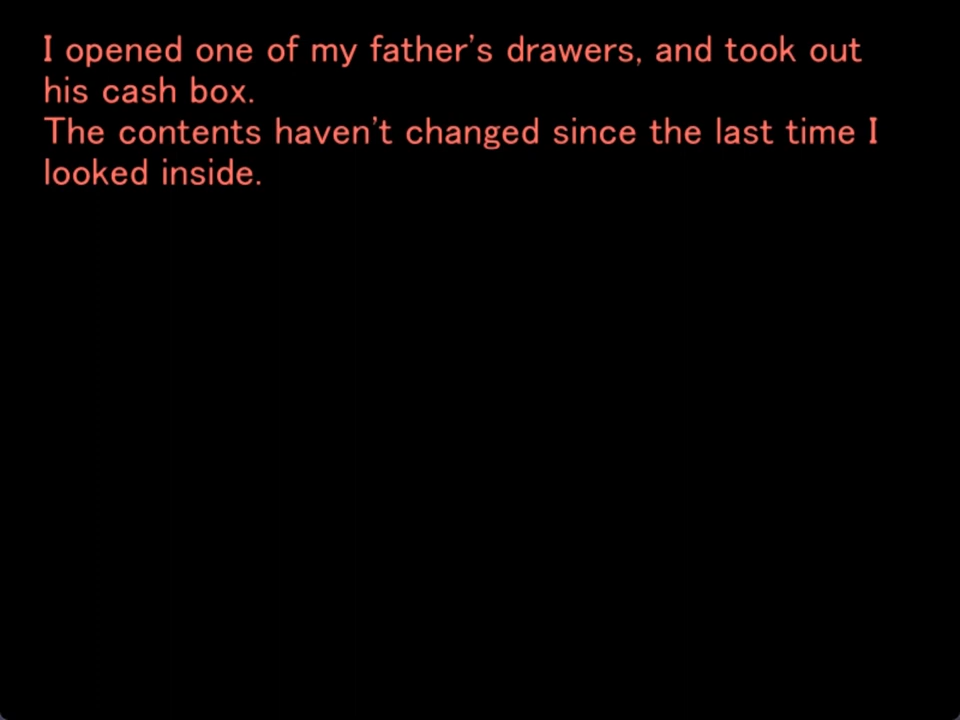 I opened one of my father's drawers, and took out
his cash box.
The contents haven't changed since the last time I
looked inside.